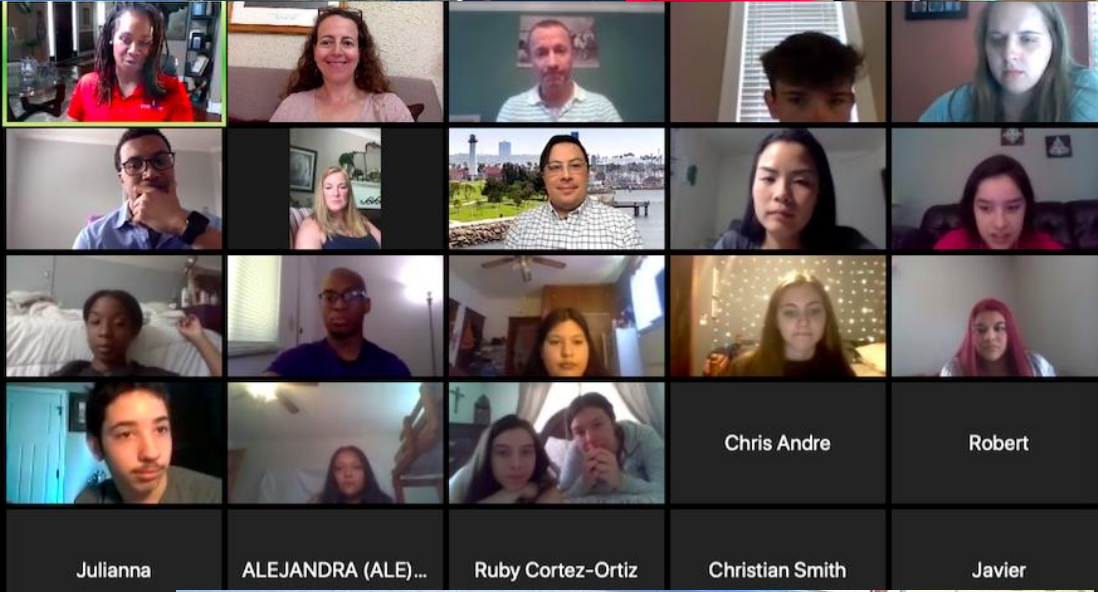 Chris Andre
Robert
Julianna
ALEJANDRA (ALE)...
Ruby Cortez-Ortiz
Christian Smith
Javier